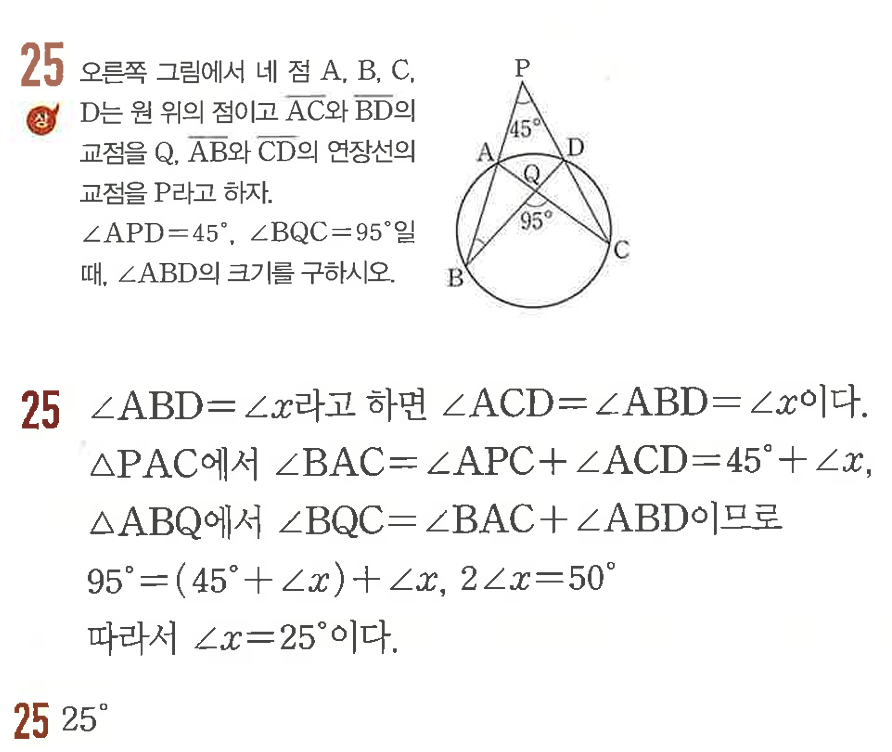 25 오른쪽 그림에서 네 점 A, B, C,
상 D는 원 위의 점이고 AC와 BD의
교점을 Q, AB와 CD의 연장선의
교점을 P라고 하자.
∠APD=45°, ∠BQC=95°일
때, ∠ABD의 크기를 구하시오.
P
45°
A
D
Q
95°
B
C
25 ∠ABD=∠x라고 하면 ∠ACD=∠ABD=∠x이다.
△PAC에서 ∠BAC=∠APC+∠ACD=45°+∠x,
△ABQ에서 ∠BQC=∠BAC+∠ABD이므로
95°=(45°+∠x)+∠x, 2∠x=50°
따라서 ∠x=25°이다.
25 25°